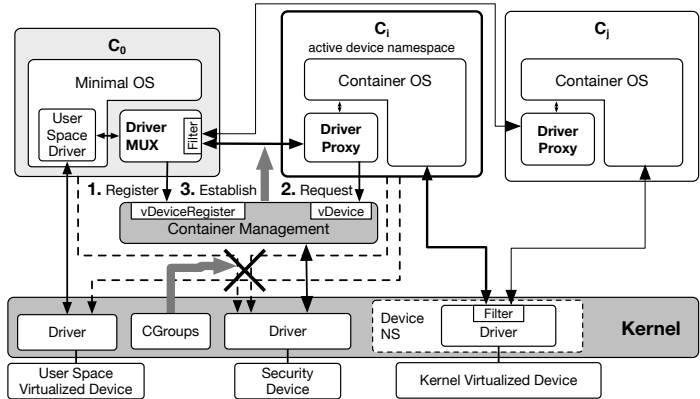 C0
Minimal OS
User
Space
Driver
Driver
MUX
Filter
Ci
active device namespace
Container OS
Driver
Proxy
Cj
Container OS
Driver
Proxy
1. Register
3. Establish
2. Request
vDeviceRegister
vDevice
Container Management
Driver
CGroups
Driver
Device
NS
Filter
Driver
Kernel
User Space
Virtualized Device
Security
Device
Kernel Virtualized Device